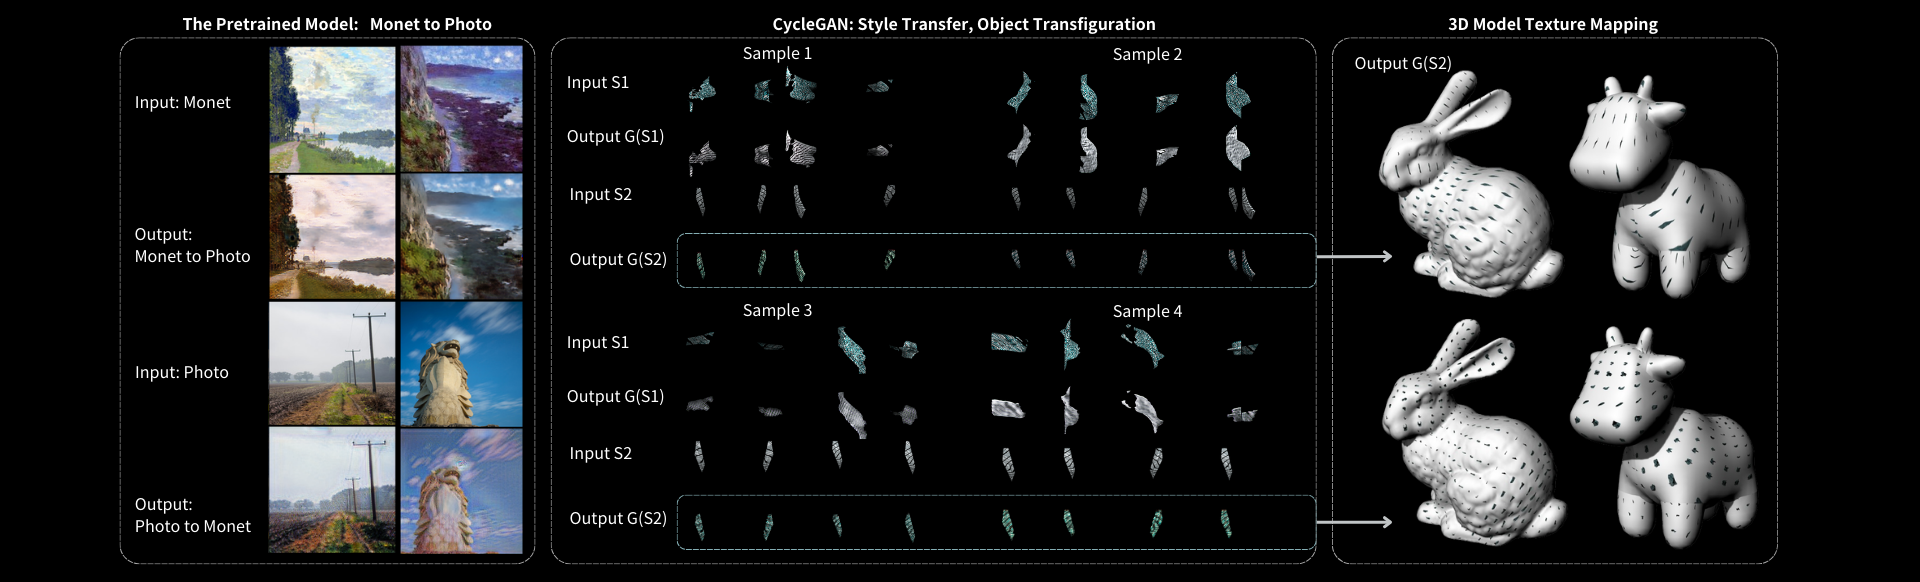 The Pretrained Model: Monet to Photo
Input: Monet
Output:
Monet to Photo
Input: Photo
Output:
Photo to Monet
CycleGAN: Style Transfer, Object Transfiguration
Sample 1
Sample 2
Input S1
Output G(S1)
Input S2
Output G(S2)
Sample 3
Sample 4
Input S1
Output G(S1)
Input S2
Output G(S2)
3D Model Texture Mapping
Output G(S2)